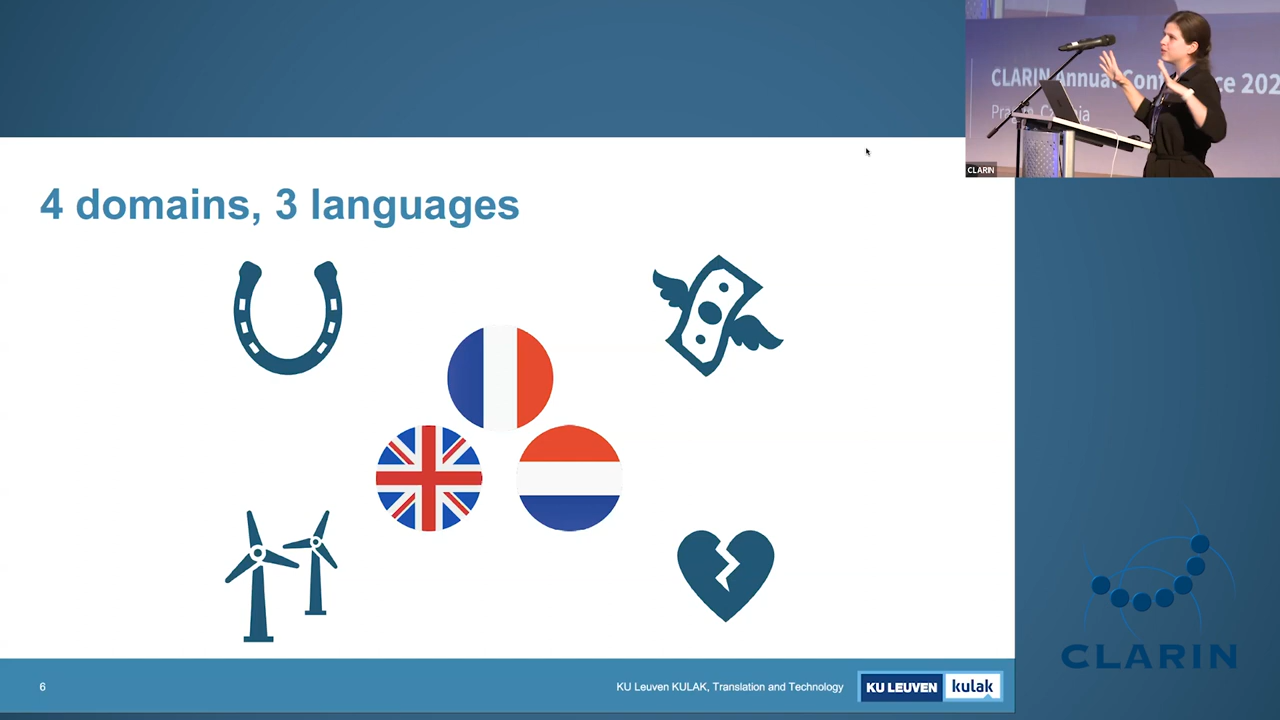 CLARIN Annual Conference 202
CLARIN
4 domains, 3 languages
CLARIN
6
KU Leuven KULAK, Translation and Technology
KU LEUVEN
kulak